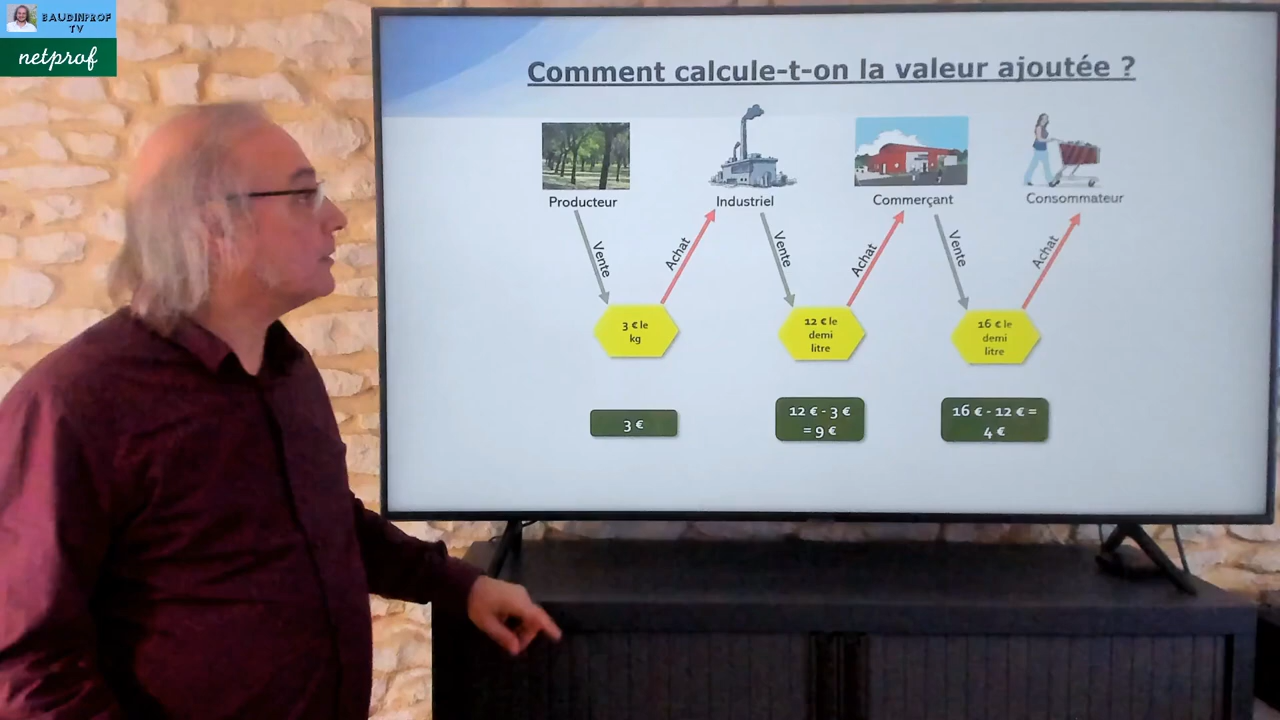 BAUDINPROF
TV
netprof
Comment calcule-t-on la valeur ajoutée ?
Producteur
Industriel
Commerçant
Consommateur
Vente
Achat
Vente
Achat
Vente
Achat
3 € le
kg
12 € le
demi
litre
16 € le
demi
litre
3 €
12 € - 3 €
= 9 €
16 € - 12 € =
4 €